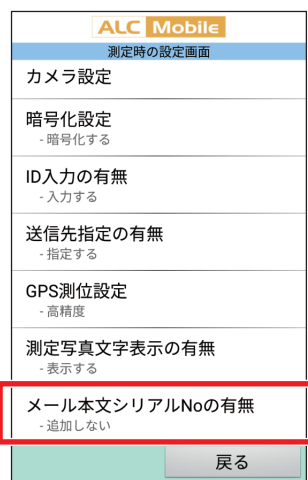 ALC Mobile
測定時の設定画面
カメラ設定
暗号化設定
- 暗号化する
ID入力の有無
- 入力する
送信先指定の有無
- 指定する
GPS測位設定
- 高精度
測定写真文字表示の有無
- 表示する
メール本文シリアルNoの有無
- 追加しない
戻る